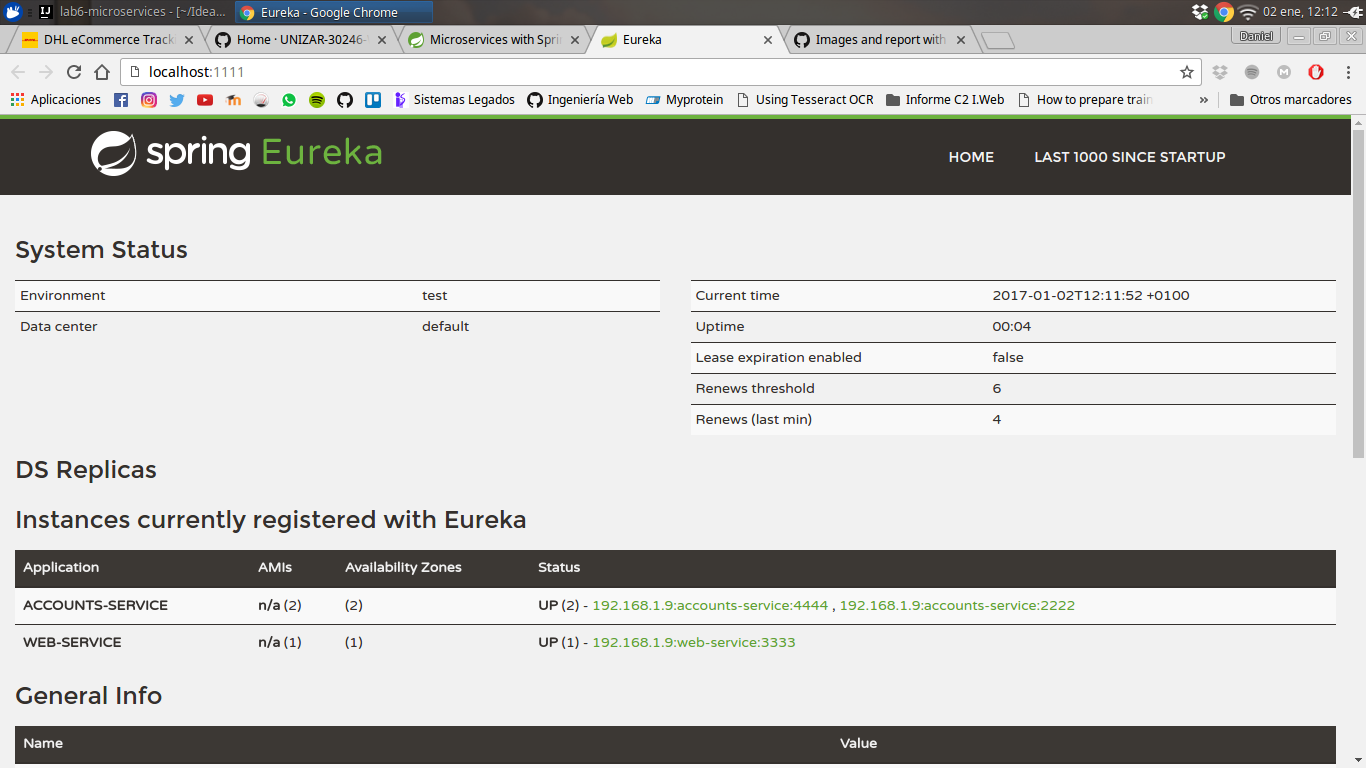 lab6-microservices - [~/Idea... Eureka - Google Chrome 02 ene, 12:12
DHL eCommerce Track Home · UNIZAR-30246- Microservices with Spri Eureka Images and report with Daniel
localhost:1111
Aplicaciones Sistemas Legados Ingeniería Web Myprotein Using Tesseract OCR Informe C2 I.Web How to prepare train » Otros marcadores
spring Eureka HOME LAST 1000 SINCE STARTUP
System Status
Environment test
Data center default
Current time 2017-01-02T12:11:52 +0100
Uptime 00:04
Lease expiration enabled false
Renews threshold 6
Renews (last min) 4
DS Replicas
Instances currently registered with Eureka
Application AMIs Availability Zones Status
ACCOUNTS-SERVICE n/a (2) (2) UP (2) - 192.168.1.9:accounts-service:4444 , 192.168.1.9:accounts-service:2222
WEB-SERVICE n/a (1) (1) UP (1) - 192.168.1.9:web-service:3333
General Info
Name Value